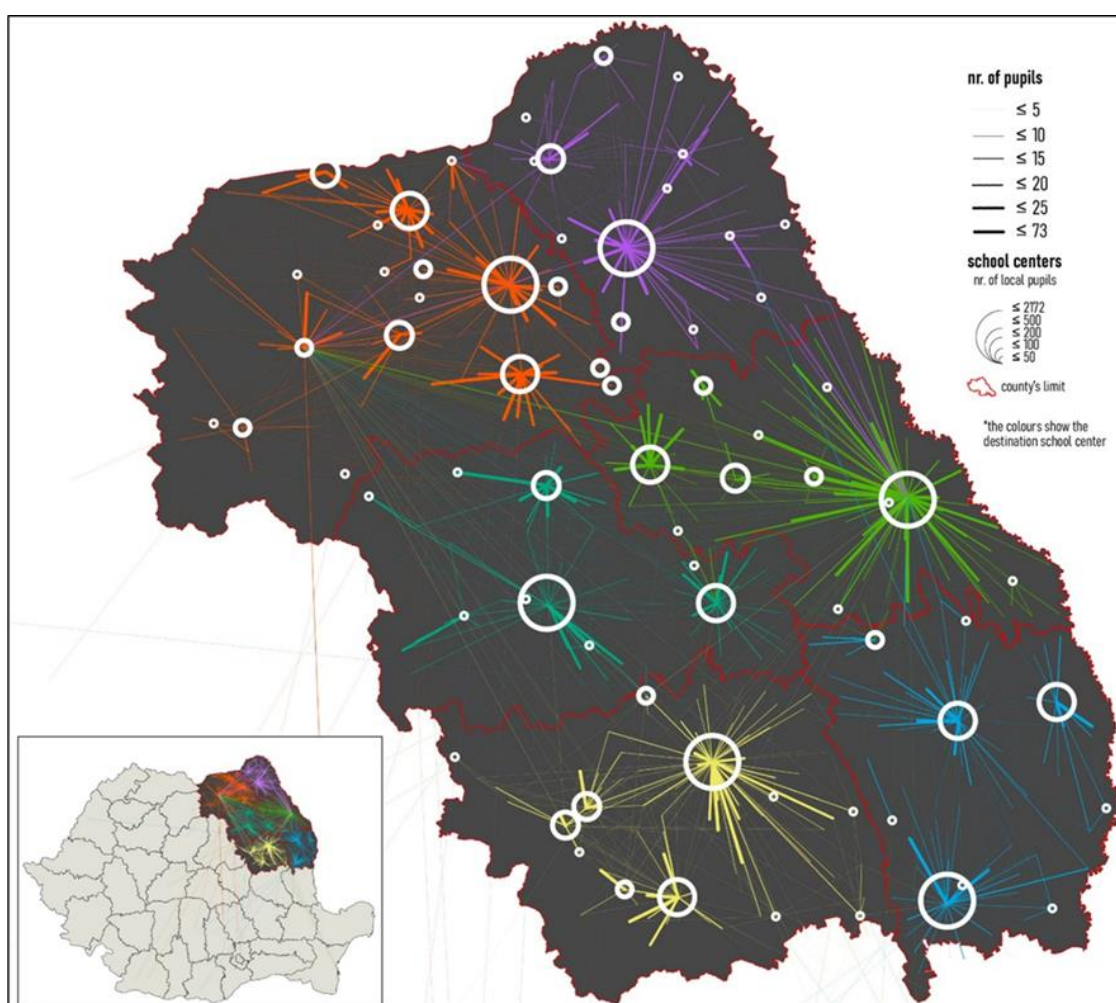 nr. of pupils
≤ 5
≤ 10
≤ 15
≤ 20
≤ 25
≤ 73
school centers
nr. of local pupils
≤ 2172
≤ 500
≤ 200
≤ 100
≤ 50
county's limit
*the colours show the
destination school center